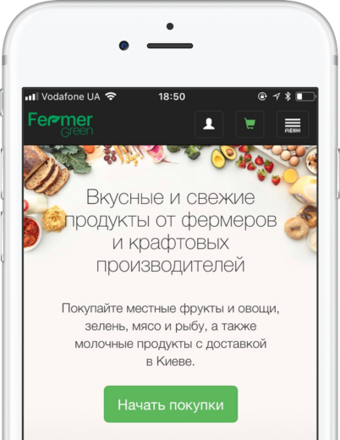 Vodafone UA 18:50
Fermer
Green
Вкусные и свежие
продукты от фермеров
и крафтовых
производителей
Покупайте местные фрукты и овощи,
зелень, мясо и рыбу, а также
молочные продукты с доставкой
в Киеве.
Начать покупки